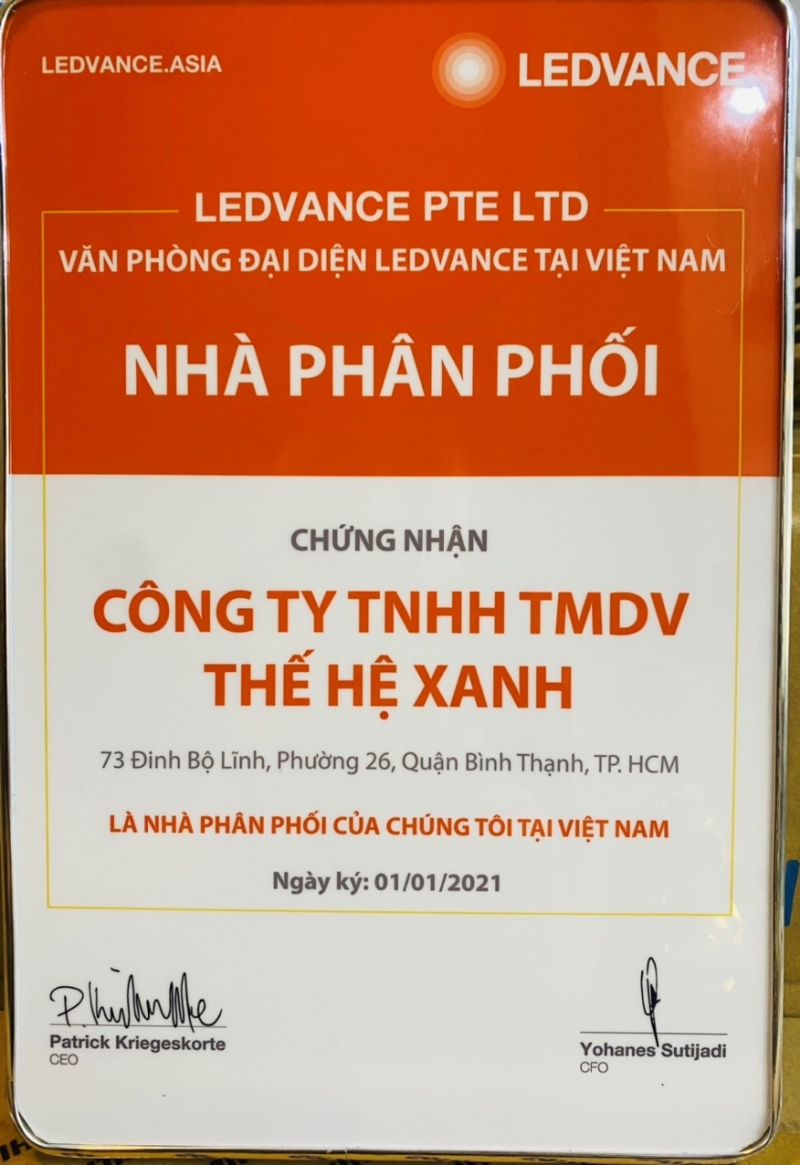 LEDVANCE.ASIA
LEDVANCE
LEDVANCE PTE LTD
VĂN PHÒNG ĐẠI DIỆN LEDVANCE TẠI VIỆT NAM
NHÀ PHÂN PHỐI
CHỨNG NHẬN
CÔNG TY TNHH TMDV
THẾ HỆ XANH
73 Đinh Bộ Lĩnh, Phường 26, Quận Bình Thạnh, TP. HCM
LÀ NHÀ PHÂN PHỐI CỦA CHÚNG TÔI TẠI VIỆT NAM
Ngày ký: 01/01/2021
Patrick Kriegeskorte
CEO
Yohanes Sutijadi
CFO